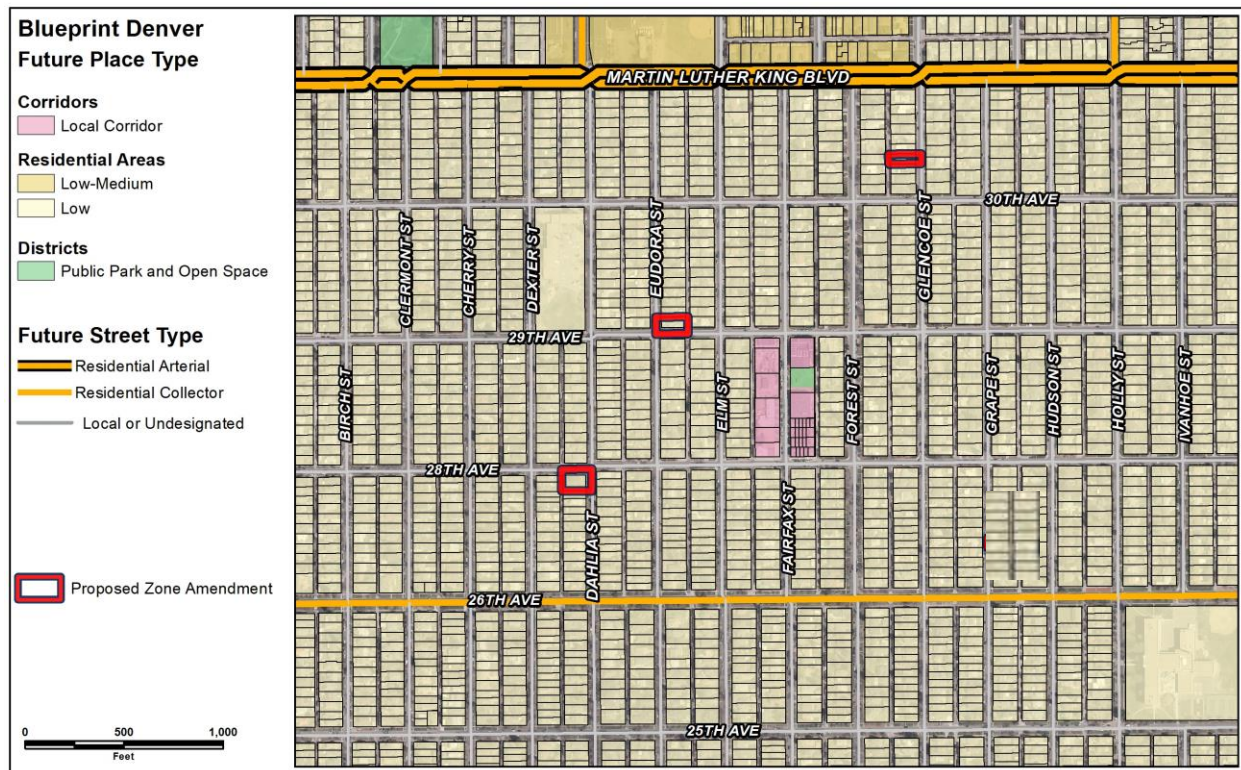 Blueprint Denver
Future Place Type
Corridors
Local Corridor
Residential Areas
Low-Medium
Low
Districts
Public Park and Open Space
Future Street Type
Residential Arterial
Residential Collector
Local or Undesignated
Proposed Zone Amendment
0 500 1,000
Feet
MARTIN LUTHER KING BLVD
30TH AVE
CLERMONT ST
CHERRY ST
DEXTER ST
EUDORA ST
GLENCOE ST
29TH AVE
BIRCH ST
ELM ST
FOREST ST
GRAPE ST
HUDSON ST
HOLLY ST
IVANHOE ST
28TH AVE
DAHLIA ST
FAIRFAX ST
26TH AVE
25TH AVE